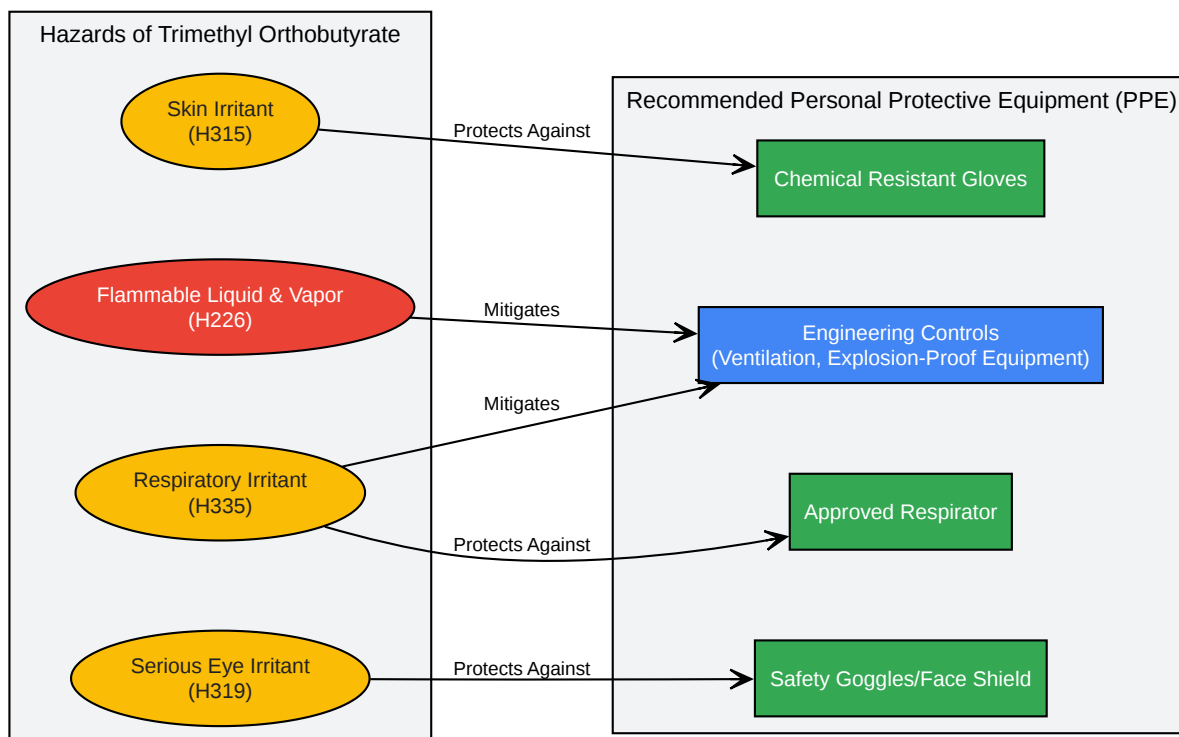 Hazards of Trimethyl Orthobutyrate
Skin Irritant
(H315)
Flammable Liquid & Vapor
(H226)
Respiratory Irritant
(H335)
Serious Eye Irritant
(H319)
Protects Against
Mitigates
Mitigates
Protects Against
Protects Against
Recommended Personal Protective Equipment (PPE)
Chemical Resistant Gloves
Engineering Controls
(Ventilation, Explosion-Proof Equipment)
Approved Respirator
Safety Goggles/Face Shield